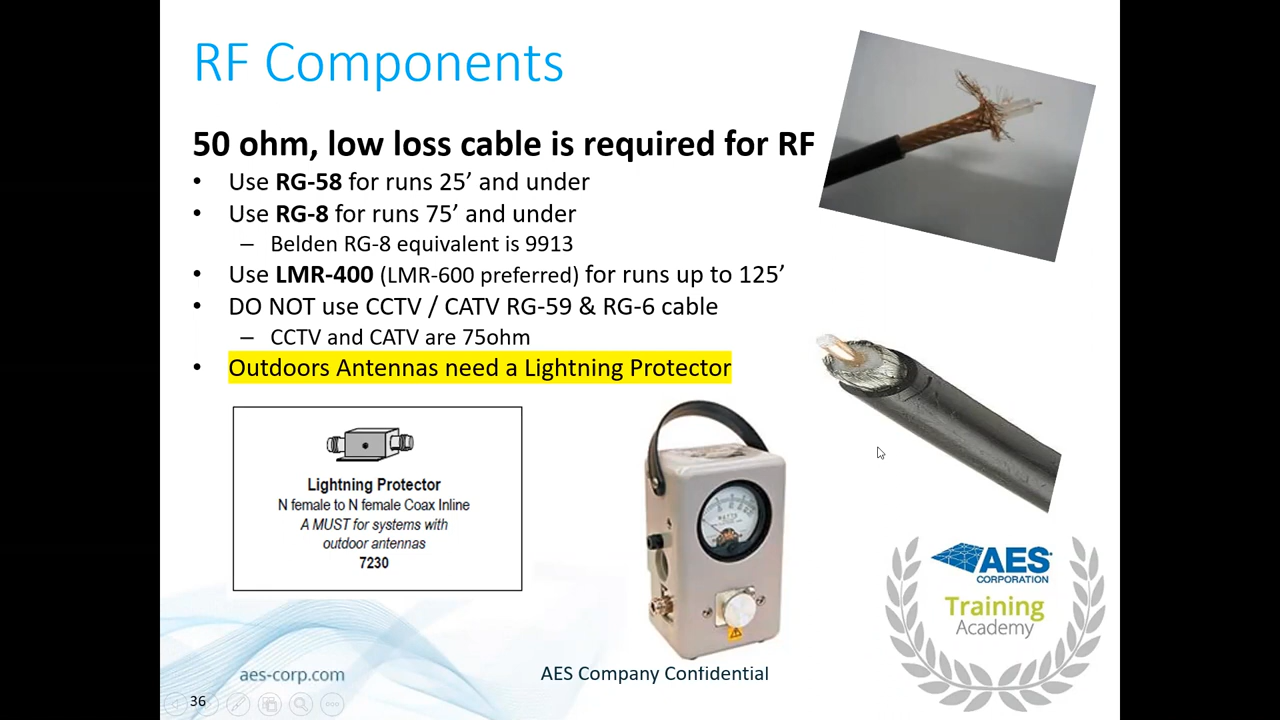 RF Components
50 ohm, low loss cable is required for RF
• Use RG-58 for runs 25’ and under
• Use RG-8 for runs 75’ and under
– Belden RG-8 equivalent is 9913
• Use LMR-400 (LMR-600 preferred) for runs up to 125’
• DO NOT use CCTV / CATV RG-59 & RG-6 cable
– CCTV and CATV are 75ohm
• Outdoors Antennas need a Lightning Protector
Lightning Protector
N female to N female Coax Inline
A MUST for systems with
outdoor antennas
7230
WATTS
AES
CORPORATION
Training
Academy
aes-corp.com
AES Company Confidential
36